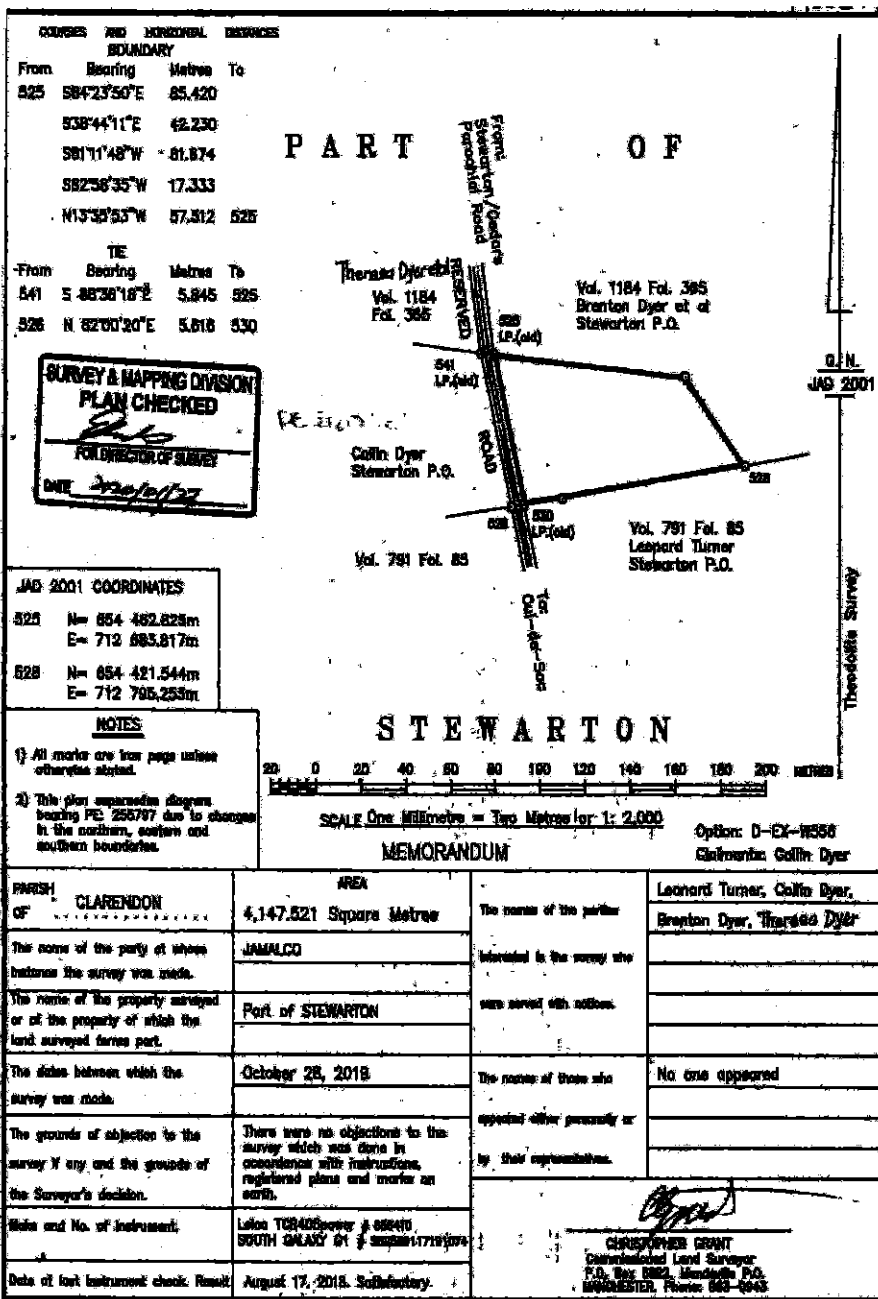 COURSES AND HORIZONTAL DISTANCES
BOUNDARY
From Bearing Metres To
525 S84°23'50"E 85.420
S38°44'11"E 42.230
S81°11'48"W 81.874
S82°58'35"W 17.333
N13°35'53"W 57.512 525
TIE
From Bearing Metres To
541 S 88°38'18"E 5.845 525
526 N 82°00'20"E 5.818 530
SURVEY & MAPPING DIVISION
PLAN CHECKED
FOR DIRECTOR OF SURVEY
DATE
PART OF
From:
Stewarton/Cedars
Parochial Road
Theresa Dyer et al
Vol. 1184
Fol. 365
RESERVED
ROAD
525
I.P.(old)
541
I.P.(old)
Vol. 1184 Fol. 365
Brenton Dyer et al
Stewarton P.O.
G.N.
JAD 2001
Collin Dyer
Stewarton P.O.
528
530
I.P.(old)
Vol. 791 Fol. 85
Vol. 791 Fol. 85
Leonard Turner
Stewarton P.O.
To:
Theodolite Survey
JAD 2001 COORDINATES
525 N= 654 462.825m
E= 712 683.817m
528 N= 654 421.544m
E= 712 795.253m
STEWARTON
NOTES
1) All marks are iron pegs unless
otherwise stated.
2) This plan supersedes diagram
bearing PE: 255797 due to changes
in the northern, eastern and
southern boundaries.
20 0 20 40 60 80 100 120 140 160 180 200 METRES
SCALE One Millimetre = Two Metres or 1: 2,000
Option: D-EX-W556
Claimants: Collin Dyer
MEMORANDUM
PARISH
OF CLARENDON
AREA
4,147.521 Square Metres
The names of the parties
interested in the survey who
were served with notices.
Leonard Turner, Collin Dyer,
Brenton Dyer, Theresa Dyer
The name of the party at whose
instance the survey was made.
JAMALCO
The name of the property surveyed
or of the property of which the
land surveyed forms part.
Part of STEWARTON
The dates between which the
survey was made.
October 28, 2019
The names of those who
appeared either personally or
by their representatives.
No one appeared
The grounds of objection to the
survey if any and the grounds of
the Surveyor's decision.
There were no objections to the
survey which was done in
accordance with instructions,
registered plans and marks on
earth.
Make and No. of instrument.
Leica TCR405power #
SOUTH GALAXY G1 #
Date of last instrument check. Result
August 17, 2018. Satisfactory.
CHRISTOPHER GRANT
Commissioned Land Surveyor
P.O. Box Mandeville P.O.
MANCHESTER, Phone: